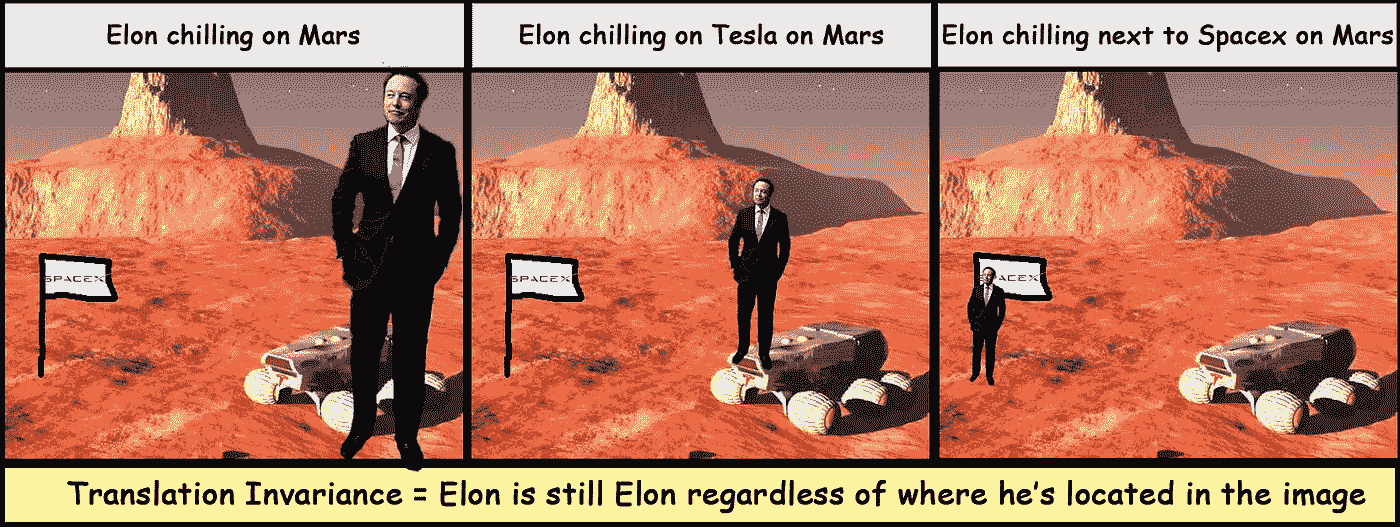 Elon chilling on Mars
Elon chilling on Tesla on Mars
Elon chilling next to Spacex on Mars
SPACEX
SPACEX
SPACEX
Translation Invariance = Elon is still Elon regardless of where he's located in the image